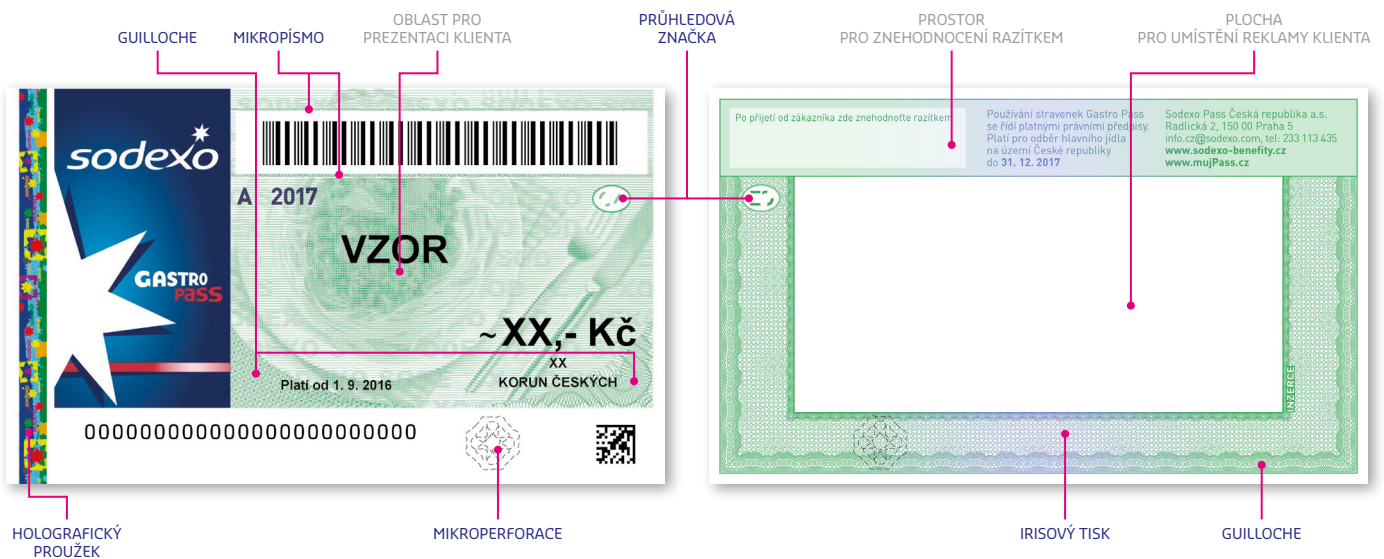 GUILLOCHE
MIKROPÍSMO
OBLAST PRO
PREZENTACI KLIENTA
PRŮHLEDOVÁ
ZNAČKA
PROSTOR
PRO ZNEHODNOCENÍ RAZÍTKEM
PLOCHA
PRO UMÍSTĚNÍ REKLAMY KLIENTA
sodexo
GASTRO
PASS
A 2017
VZOR
~XX,- Kč
XX
KORUN ČESKÝCH
Platí od 1. 9. 2016
000000000000000000000000
Po přijetí od zákazníka zde znehodnoťte razítkem
Používání stravenek Gastro Pass
se řídí platnými právními předpisy.
Platí pro odběr hlavního jídla
na území České republiky
do 31. 12. 2017
Sodexo Pass Česká republika a.s.
Radlická 2, 150 00 Praha 5
info.cz@sodexo.com, tel: 233 113 435
www.sodexo-benefity.cz
www.mujPass.cz
INZERCE
HOLOGRAFICKÝ
PROUŽEK
MIKROPERFORACE
IRISOVÝ TISK
GUILLOCHE